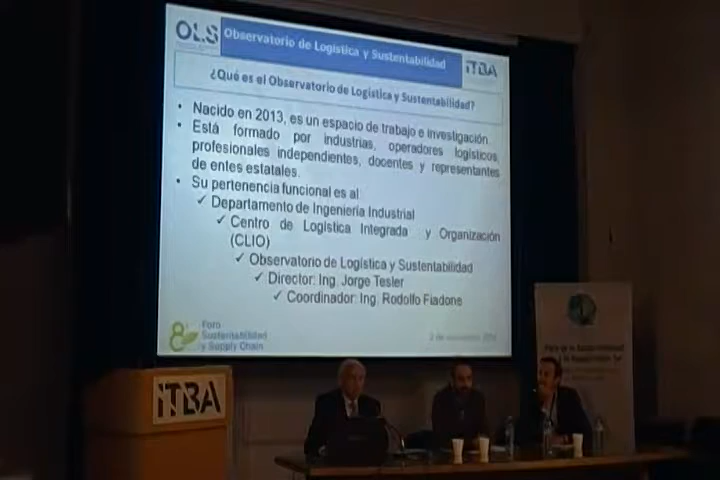 OLS
Observatorio de Logística y Sustentabilidad
iTBA
¿Qué es el Observatorio de Logística y Sustentabilidad?
• Nacido en 2013, es un espacio de trabajo e investigación.
• Está formado por industrias, operadores logísticos,
profesionales independientes, docentes y representantes
de entes estatales.
• Su pertenencia funcional es al
✓ Departamento de Ingeniería Industrial
✓ Centro de Logística Integrada y Organización
(CLIO)
✓ Observatorio de Logística y Sustentabilidad
✓ Director: Ing. Jorge Tesler
✓ Coordinador: Ing. Rodolfo Fiadone
8
Foro
Sustentabilidad
y Supply Chain
iTBA